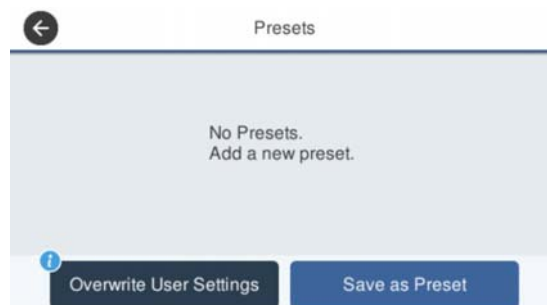 Presets
No Presets.
Add a new preset.
i
Overwrite User Settings
Save as Preset